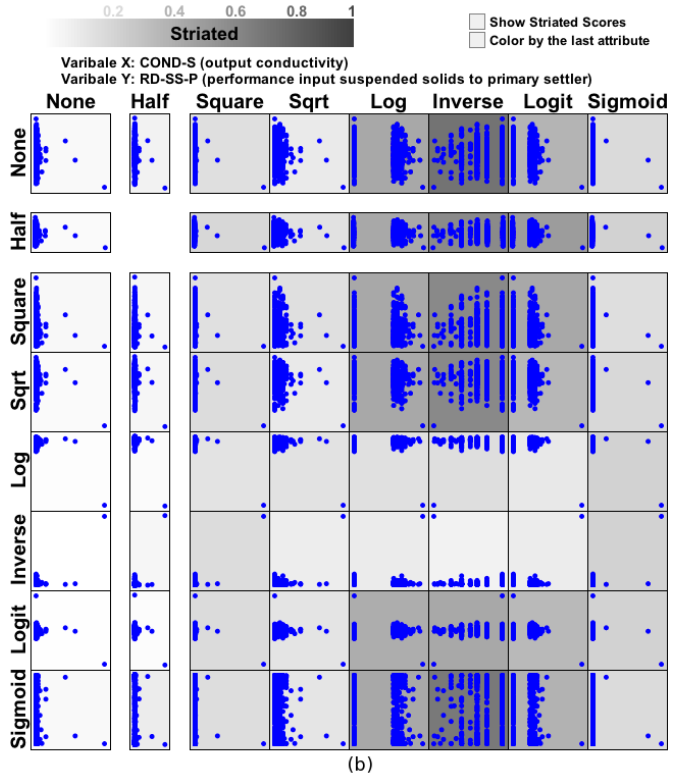 0.2 0.4 0.6 0.8 1
Striated
Show Striated Scores
Color by the last attribute
Varibale X: COND-S (output conductivity)
Varibale Y: RD-SS-P (performance input suspended solids to primary settler)
None Half Square Sqrt Log Inverse Logit Sigmoid
None
Half
Square
Sqrt
Log
Inverse
Logit
Sigmoid
(b)